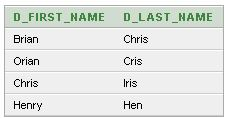 D_FIRST_NAME D_LAST_NAME
Brian Chris
Orian Cris
Chris Iris
Henry Hen